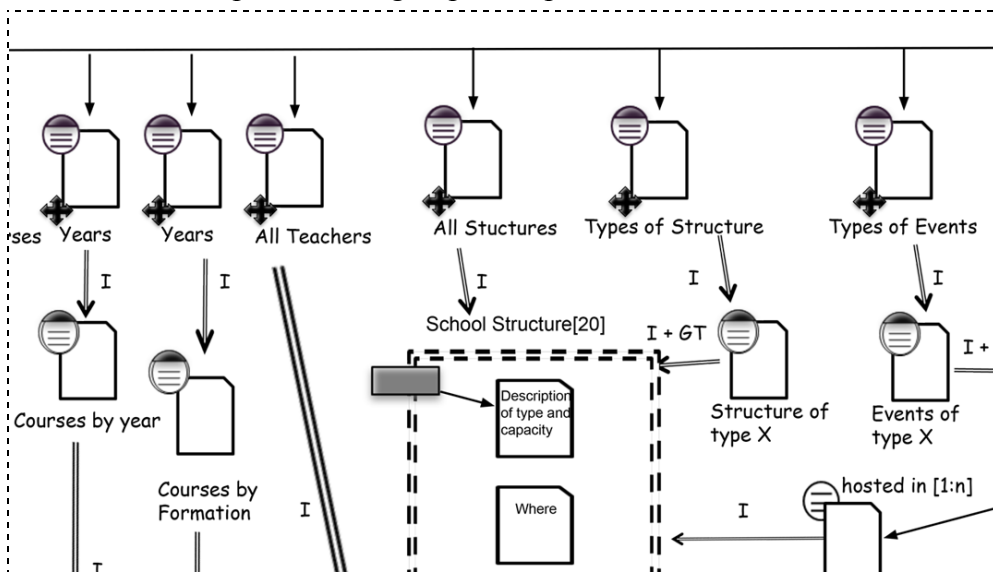 rses
Years
Years
All Teachers
All Stuctures
Types of Structure
Types of Events
I
I
I
I
I
School Structure[20]
I + GT
I +
Description
of type and
capacity
Courses by year
Structure of
type X
Events of
type X
Courses by
Formation
I
Where
I
hosted in [1:n]
I